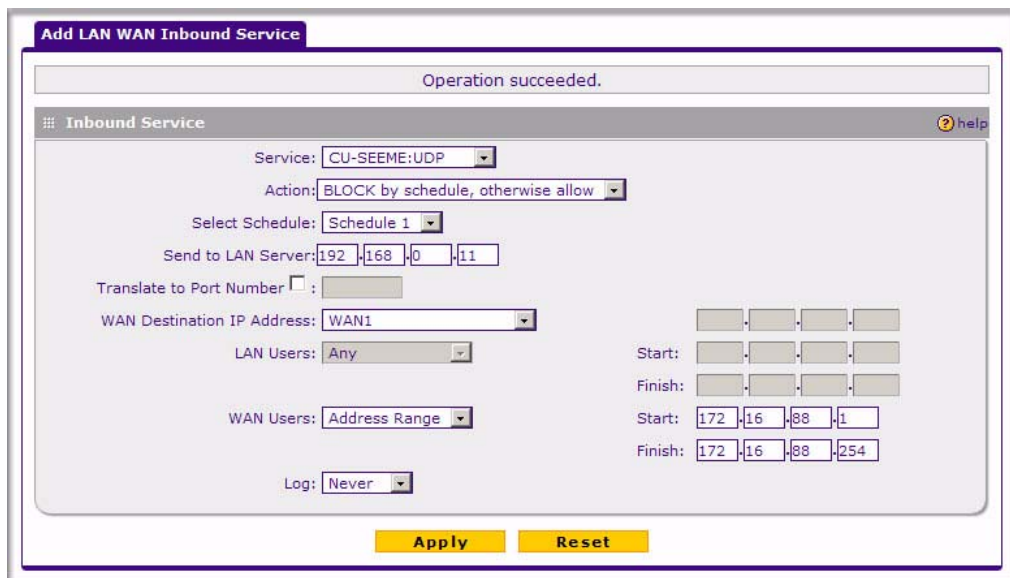 Add LAN WAN Inbound Service
Operation succeeded.
Inbound Service
help
Service: CU-SEEME:UDP
Action: BLOCK by schedule, otherwise allow
Select Schedule: Schedule 1
Send to LAN Server: 192 . 168 . 0 . 11
Translate to Port Number :
WAN Destination IP Address: WAN1 . . .
LAN Users: Any Start: . . .
Finish: . . .
WAN Users: Address Range Start: 172 . 16 . 88 . 1
Finish: 172 . 16 . 88 . 254
Log: Never
Apply Reset